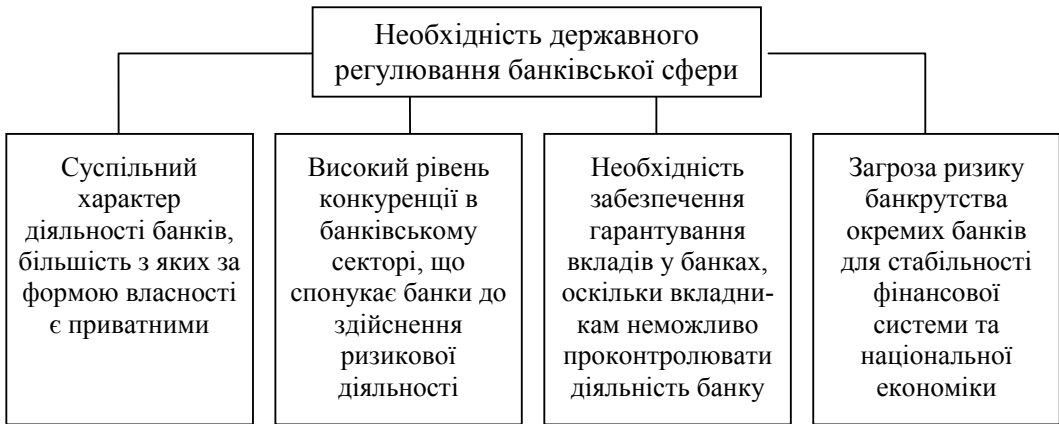 Необхідність державного
регулювання банківської сфери
Суспільний
характер
діяльності банків,
більшість з яких за
формою власності
є приватними
Високий рівень
конкуренції в
банківському
секторі, що
спонукає банки до
здійснення
ризикової
діяльності
Необхідність
забезпечення
гарантування
вкладів у банках,
оскільки вкладни-
кам неможливо
проконтролювати
діяльність банку
Загроза ризику
банкрутства
окремих банків
для стабільності
фінансової
системи та
національної
економіки